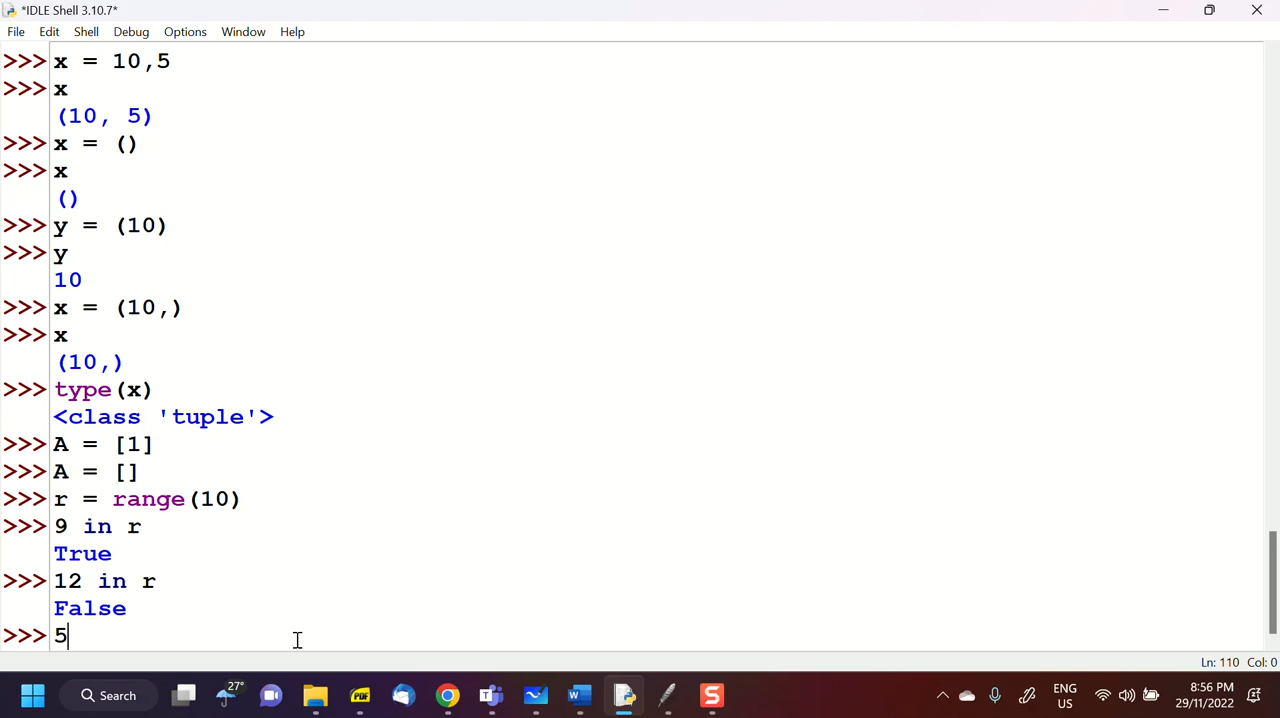 *IDLE Shell 3.10.7*
File Edit Shell Debug Options Window Help
>>> x = 10,5
>>> x
(10, 5)
>>> x = ()
>>> x
()
>>> y = (10)
>>> y
10
>>> x = (10,)
>>> x
(10,)
>>> type(x)
<class 'tuple'>
>>> A = [1]
>>> A = []
>>> r = range(10)
>>> 9 in r
True
>>> 12 in r
False
>>> 5
Ln: 110 Col: 0
Search 27° PDF W S ENG 8:56 PM
US 29/11/2022